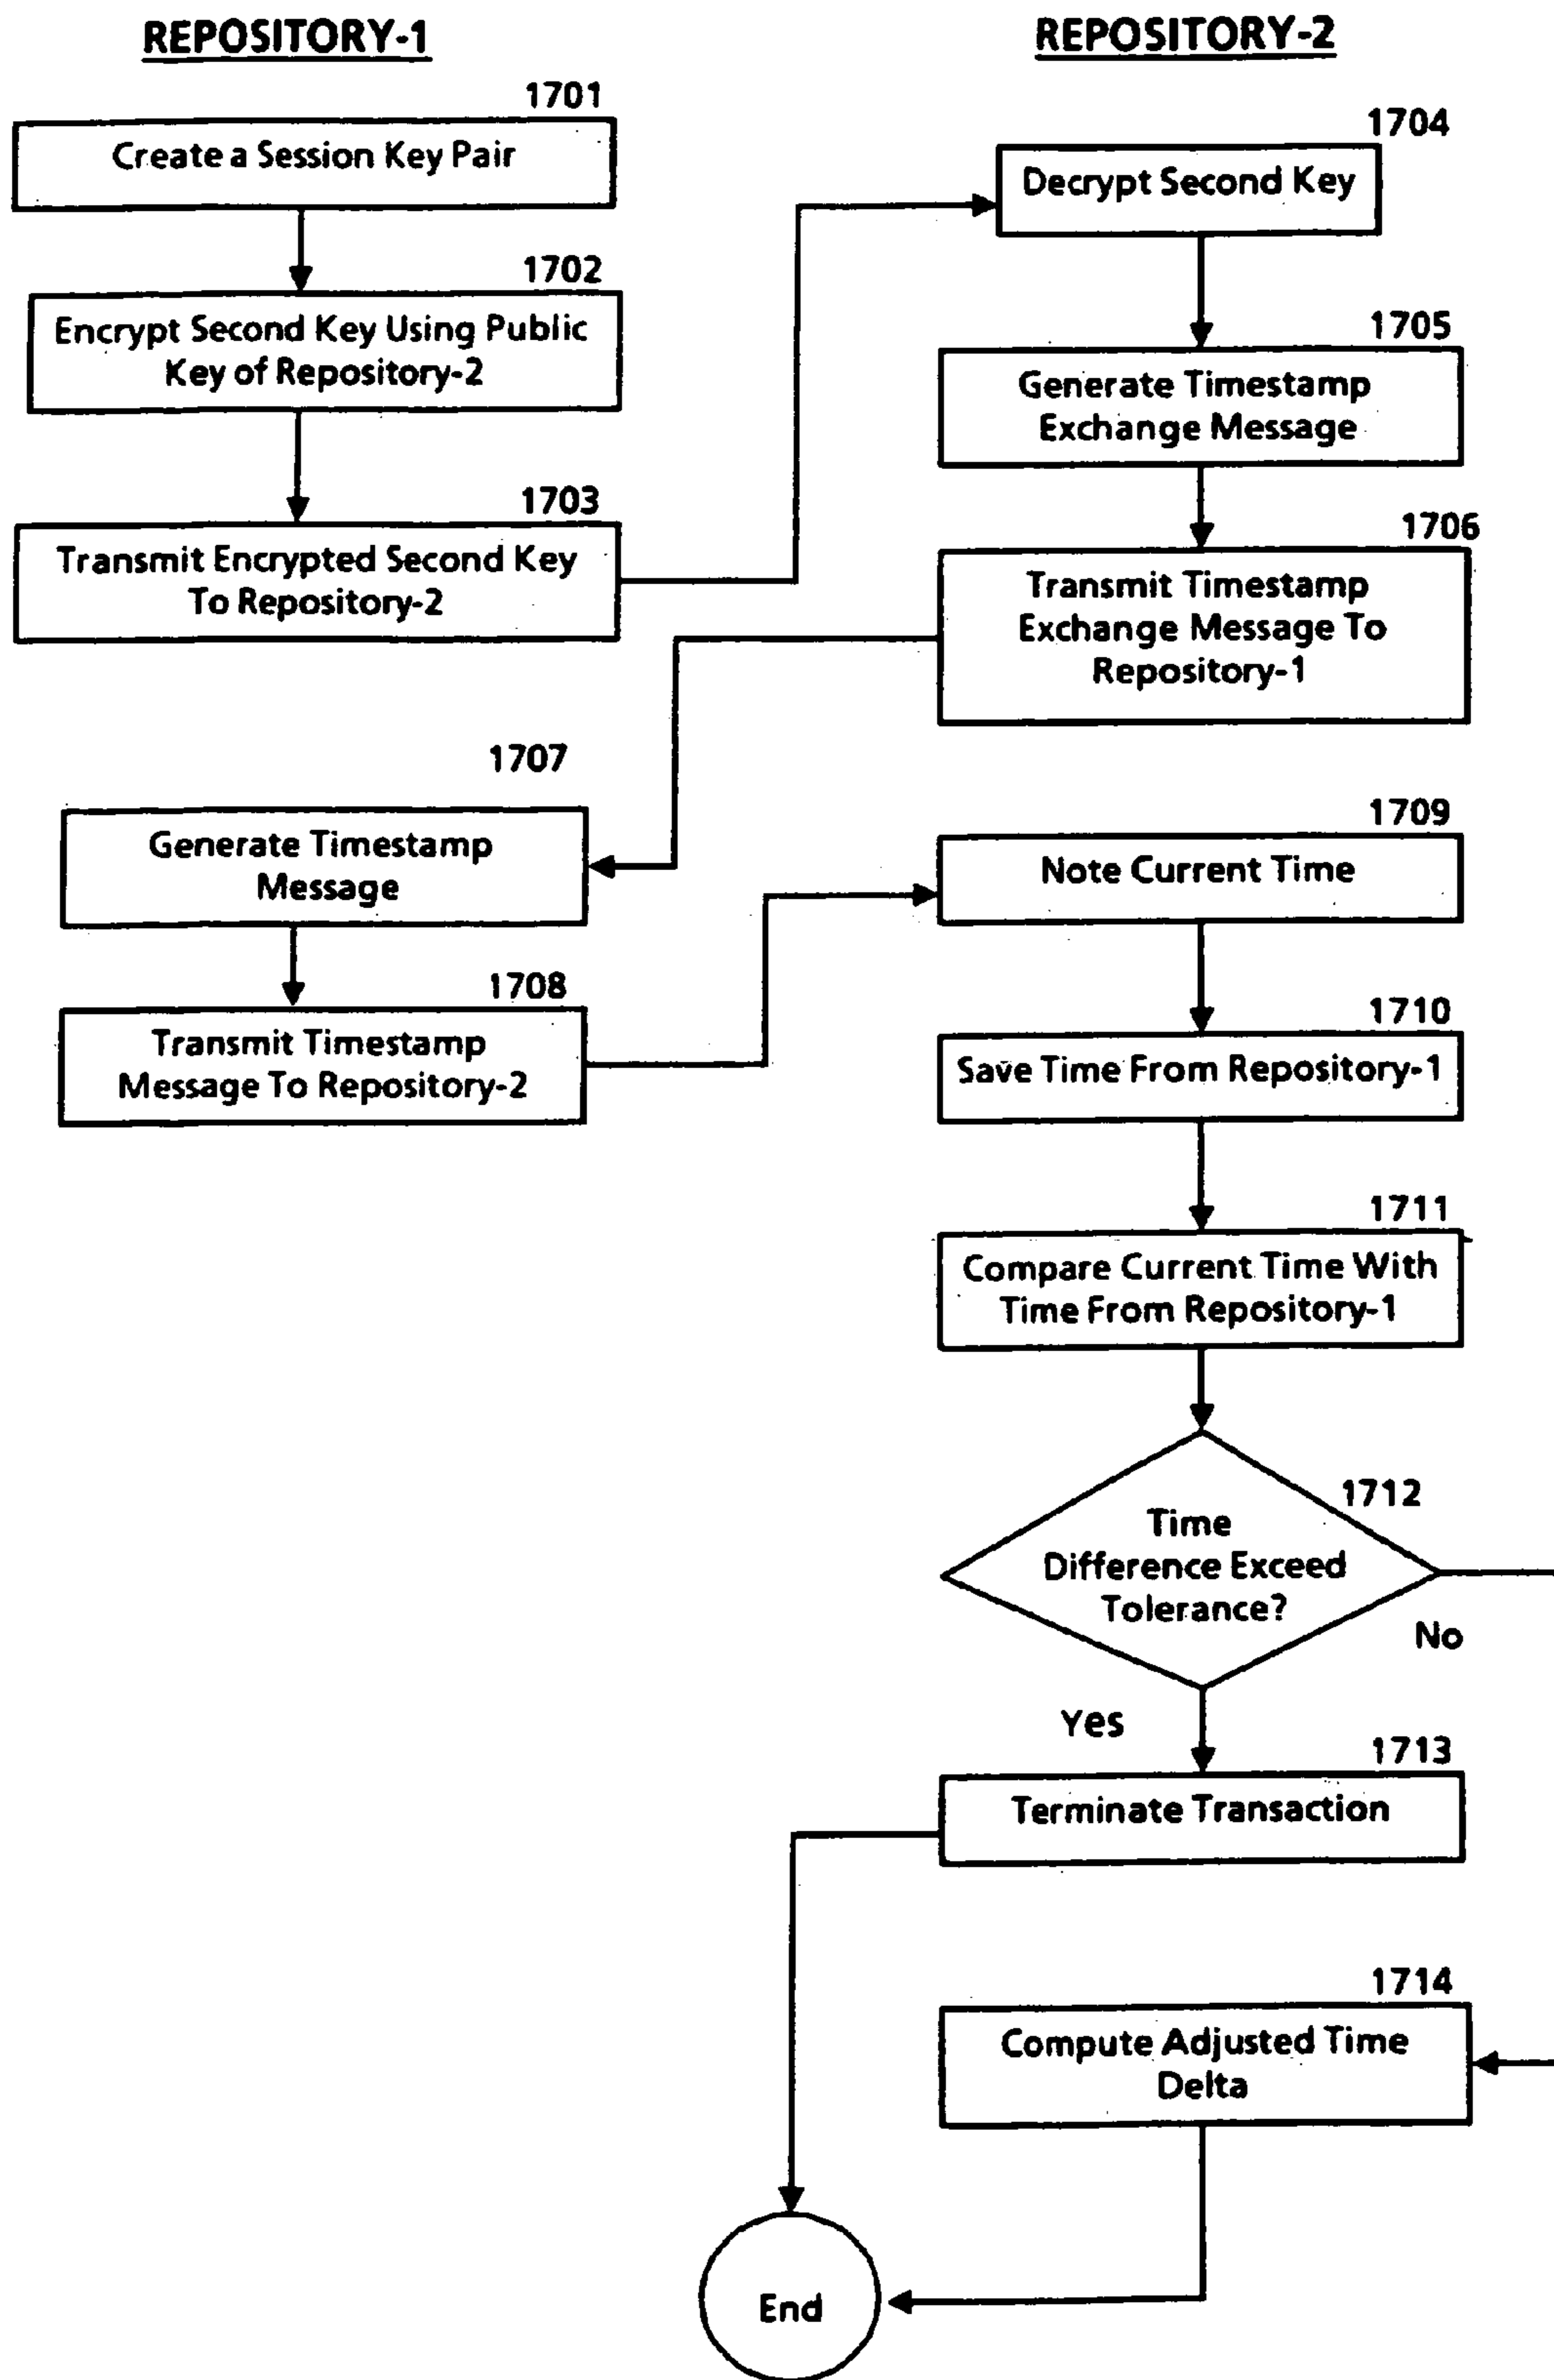 REPOSITORY-1
REPOSITORY-2
1701
Create a Session Key Pair
1702
Encrypt Second Key Using Public
Key of Repository-2
1703
Transmit Encrypted Second Key
To Repository-2
1704
Decrypt Second Key
1705
Generate Timestamp
Exchange Message
1706
Transmit Timestamp
Exchange Message To
Repository-1
1707
Generate Timestamp
Message
1708
Transmit Timestamp
Message To Repository-2
1709
Note Current Time
1710
Save Time From Repository-1
1711
Compare Current Time With
Time From Repository-1
1712
Time
Difference Exceed
Tolerance?
No
Yes
1713
Terminate Transaction
1714
Compute Adjusted Time
Delta
End